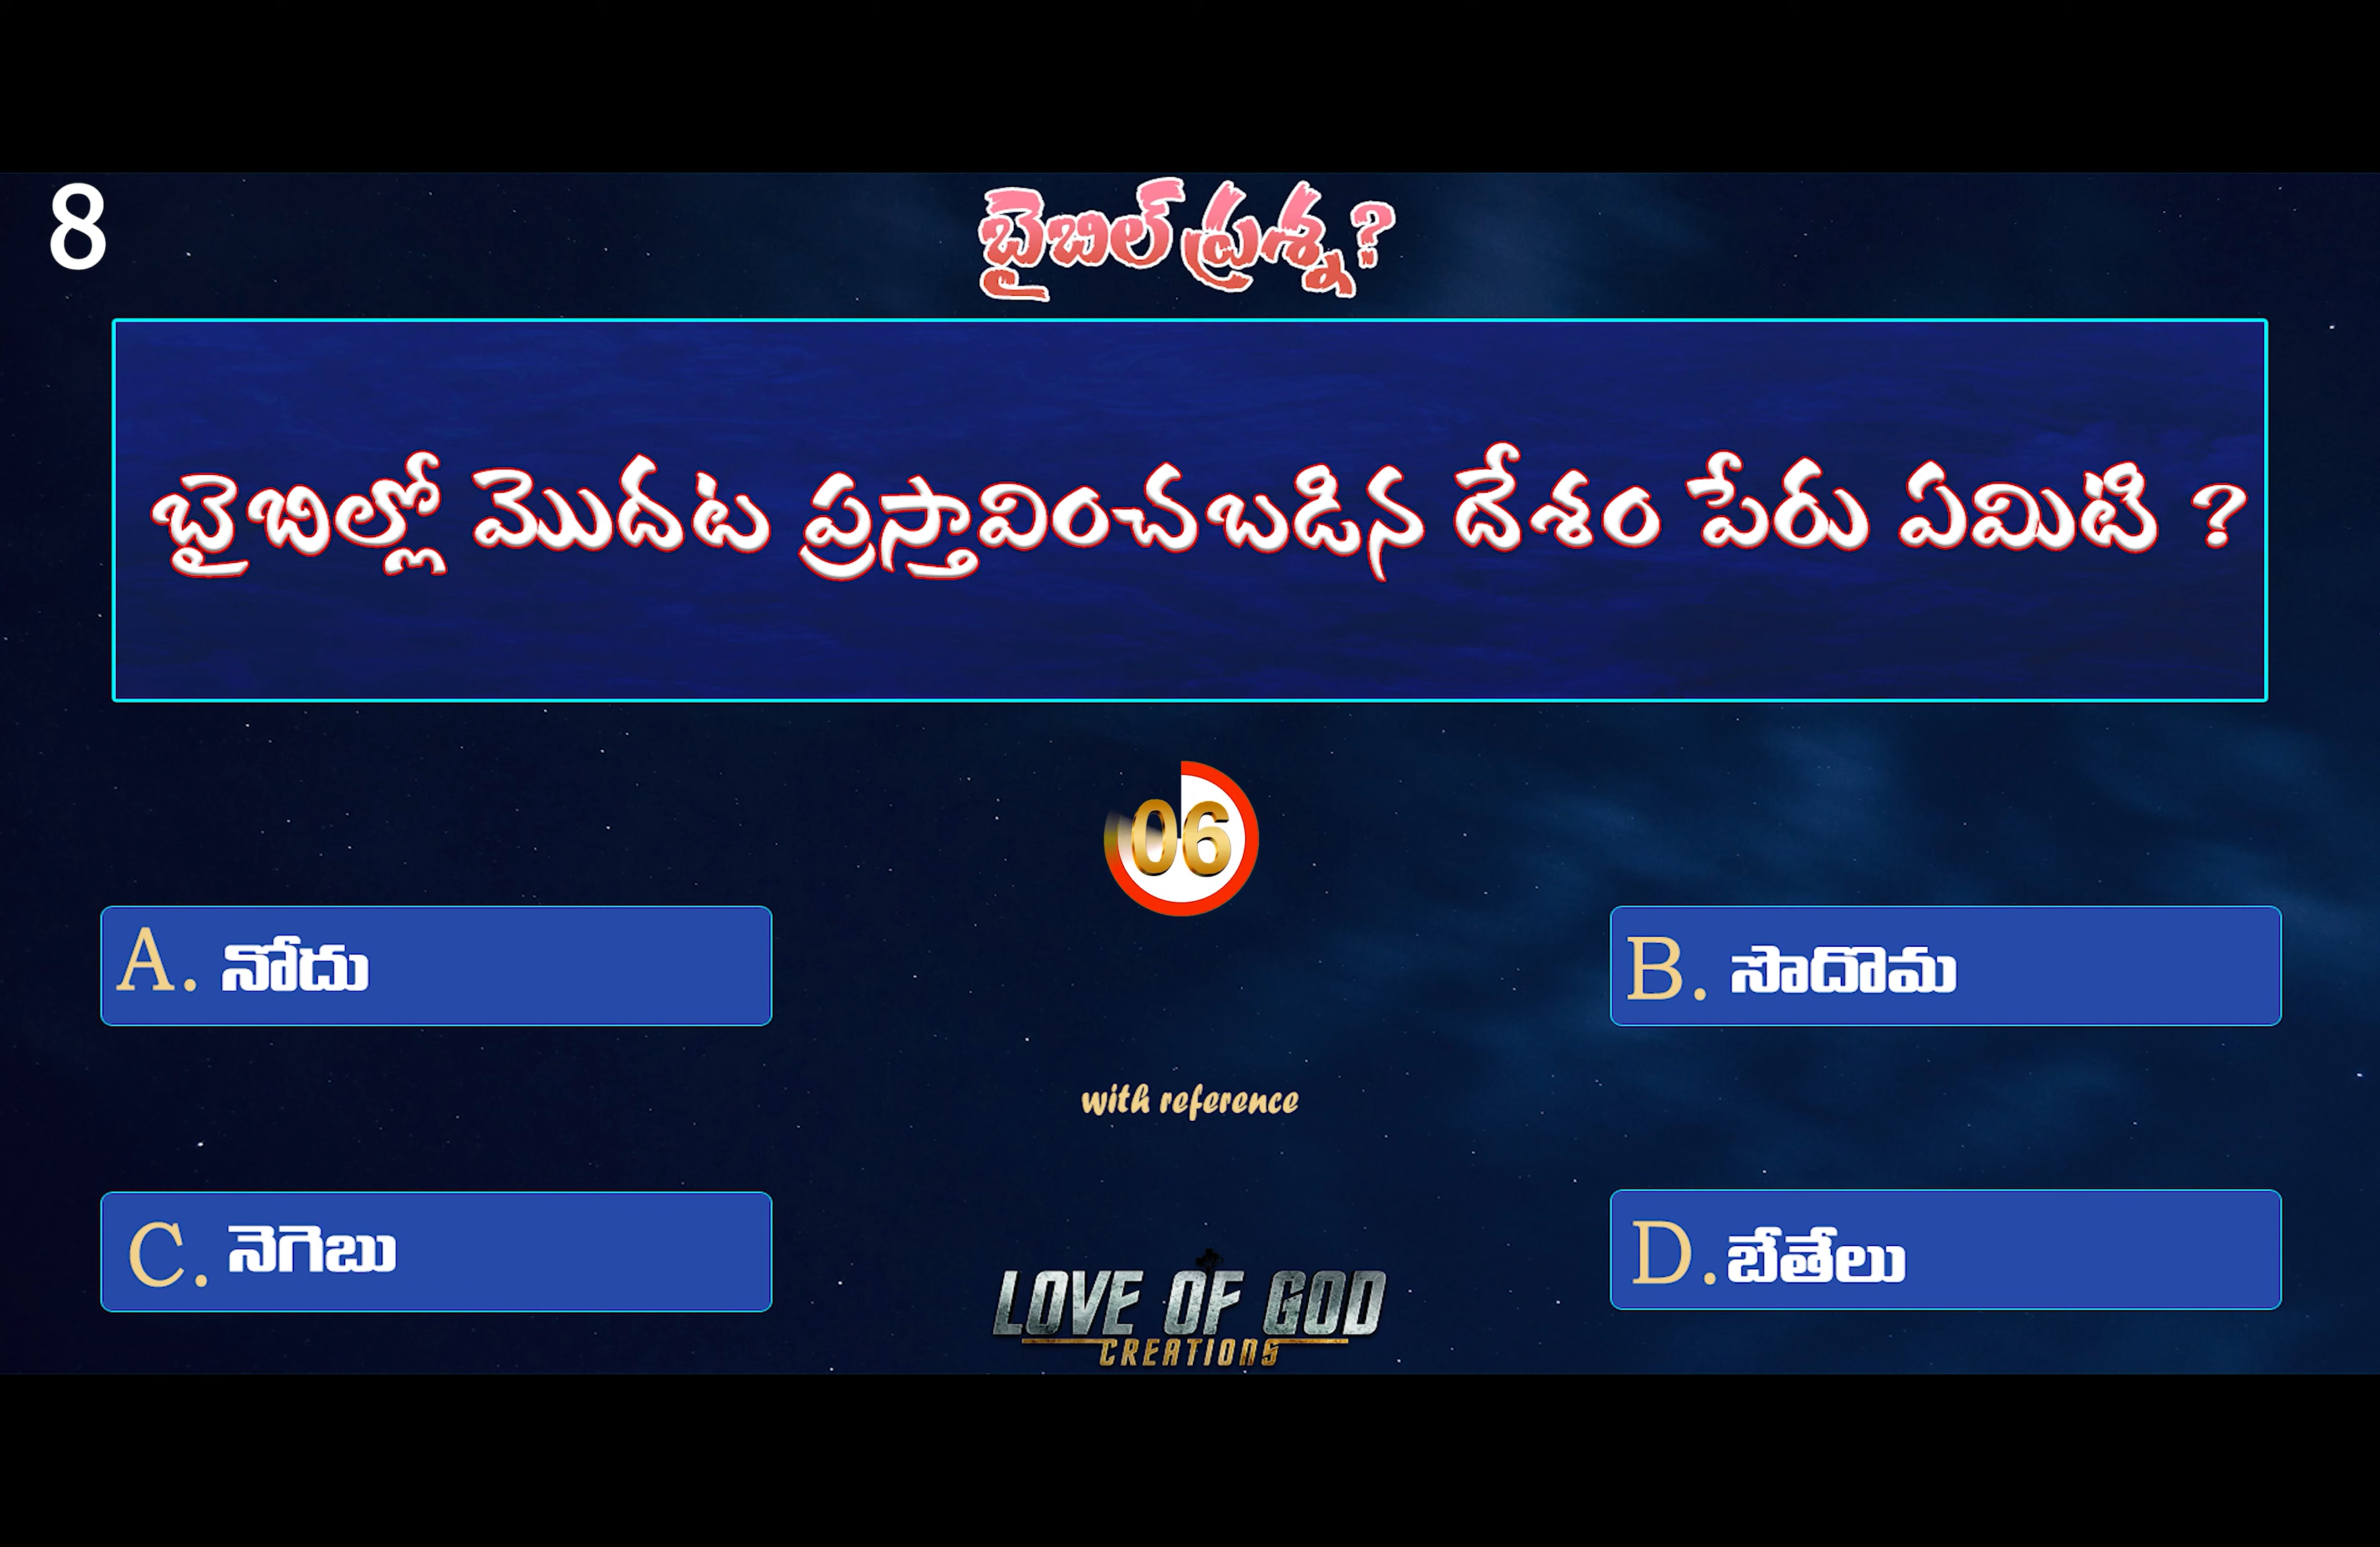 8
బైబిల్ ప్రశ్న?
బైబిల్లో మొదట ప్రస్తావించబడిన దేశం పేరు ఏమిటి ?
06
A. నోదు
B. సొదొమ
with reference
C. నెగెబు
D. బేతేలు
LOVE OF GOD
CREATIONS